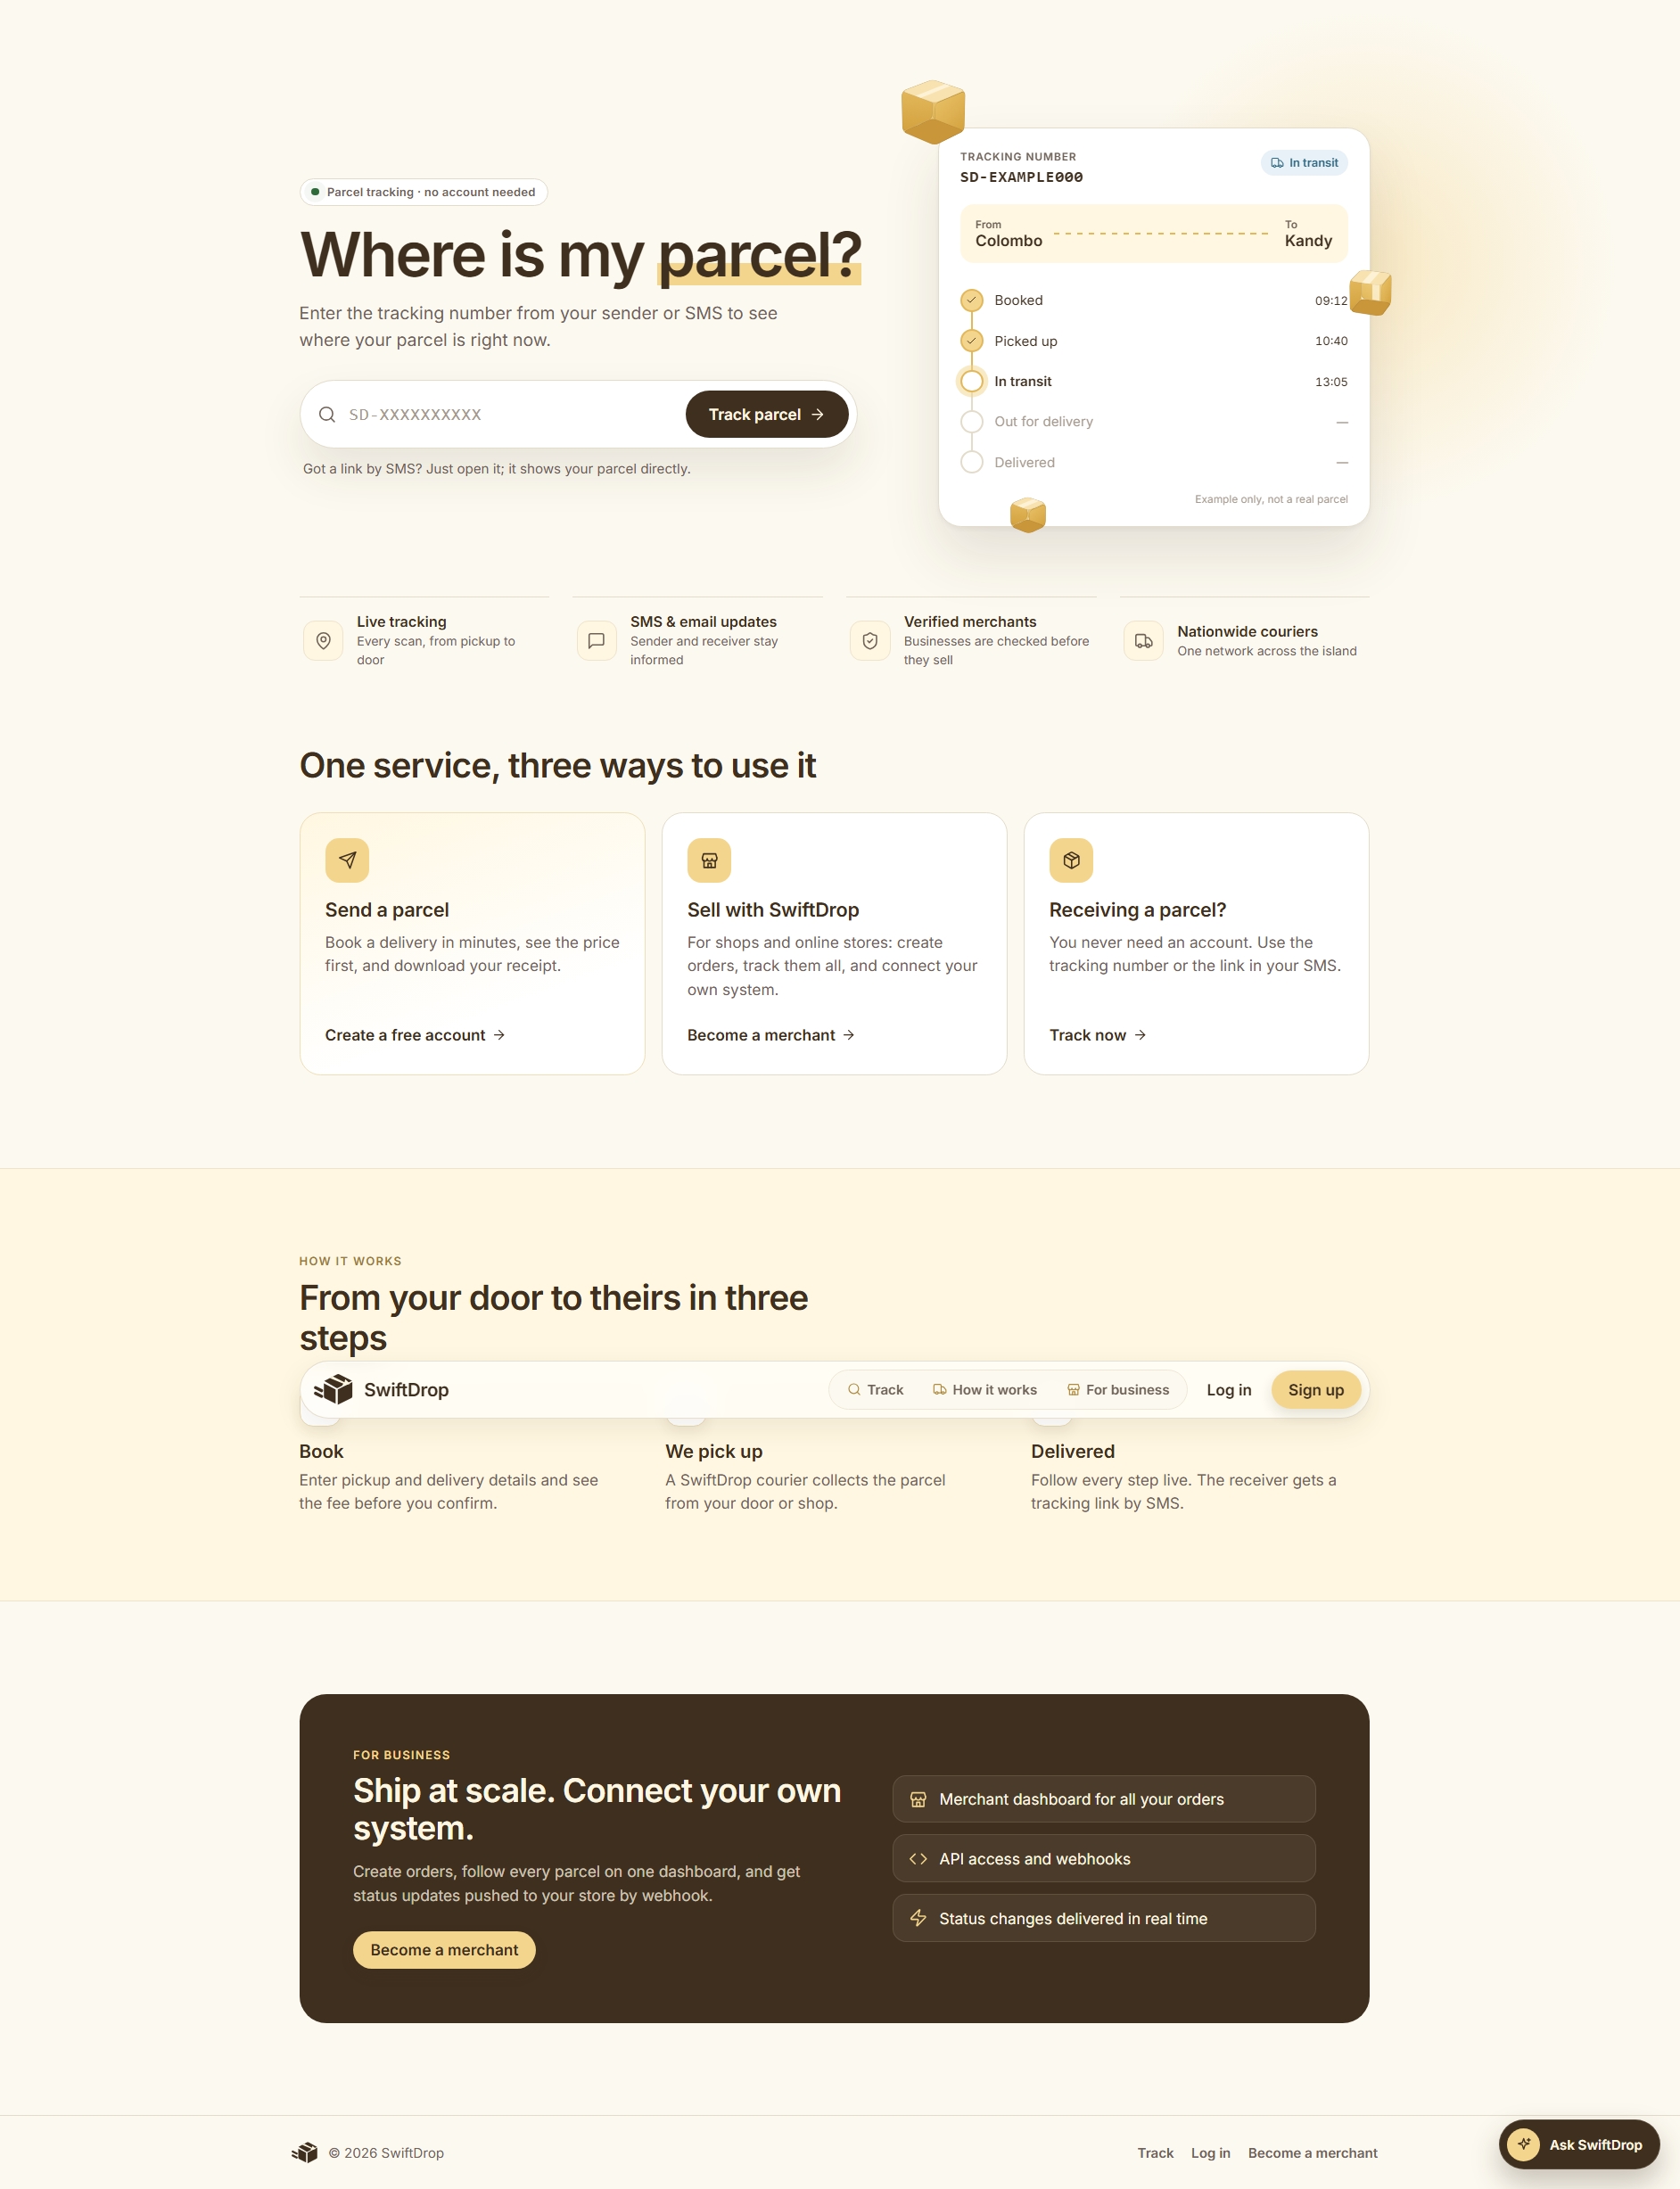 Parcel tracking · no account needed
Where is my parcel?
Enter the tracking number from your sender or SMS to see
where your parcel is right now.
SD-XXXXXXXXXX
Track parcel
Got a link by SMS? Just open it; it shows your parcel directly.
TRACKING NUMBER
SD-EXAMPLE000
In transit
From
Colombo
To
Kandy
Booked 09:12
Picked up 10:40
In transit 13:05
Out for delivery —
Delivered —
Example only, not a real parcel
Live tracking
Every scan, from pickup to
door
SMS & email updates
Sender and receiver stay
informed
Verified merchants
Businesses are checked before
they sell
Nationwide couriers
One network across the island
One service, three ways to use it
Send a parcel
Book a delivery in minutes, see the price
first, and download your receipt.
Create a free account
Sell with SwiftDrop
For shops and online stores: create
orders, track them all, and connect your
own system.
Become a merchant
Receiving a parcel?
You never need an account. Use the
tracking number or the link in your SMS.
Track now
HOW IT WORKS
From your door to theirs in three
steps
SwiftDrop
Track
How it works
For business
Log in
Sign up
Book
Enter pickup and delivery details and see
the fee before you confirm.
We pick up
A SwiftDrop courier collects the parcel
from your door or shop.
Delivered
Follow every step live. The receiver gets a
tracking link by SMS.
FOR BUSINESS
Ship at scale. Connect your own
system.
Create orders, follow every parcel on one dashboard, and get
status updates pushed to your store by webhook.
Become a merchant
Merchant dashboard for all your orders
API access and webhooks
Status changes delivered in real time
© 2026 SwiftDrop
Track
Log in
Become a merchant
Ask SwiftDrop